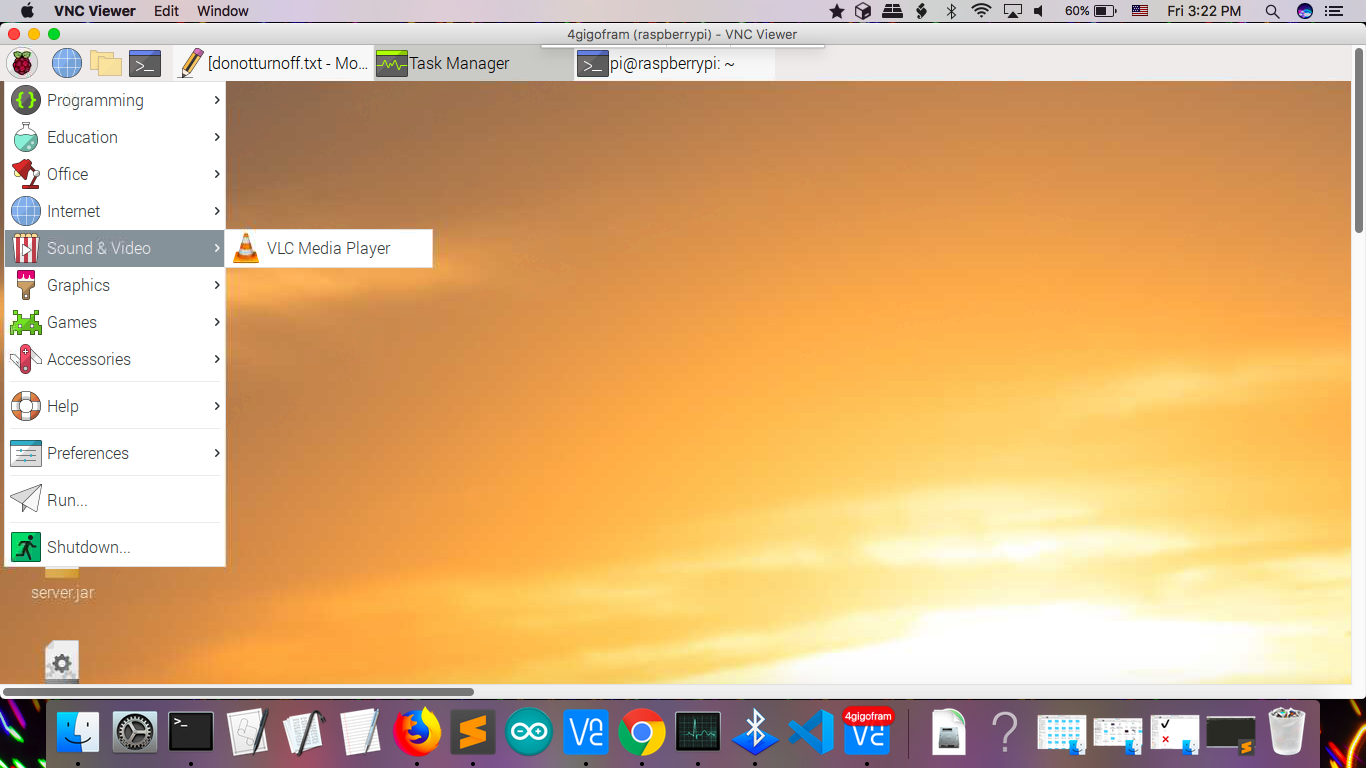 VNC Viewer Edit Window 60% Fri 3:22 PM
4gigofram (raspberrypi) - VNC Viewer
[donotturnoff.txt - Mo... Task Manager pi@raspberrypi: ~
Programming
Education
Office
Internet
Sound & Video
VLC Media Player
Graphics
Games
Accessories
Help
Preferences
Run...
Shutdown...
server.jar
4gigofram